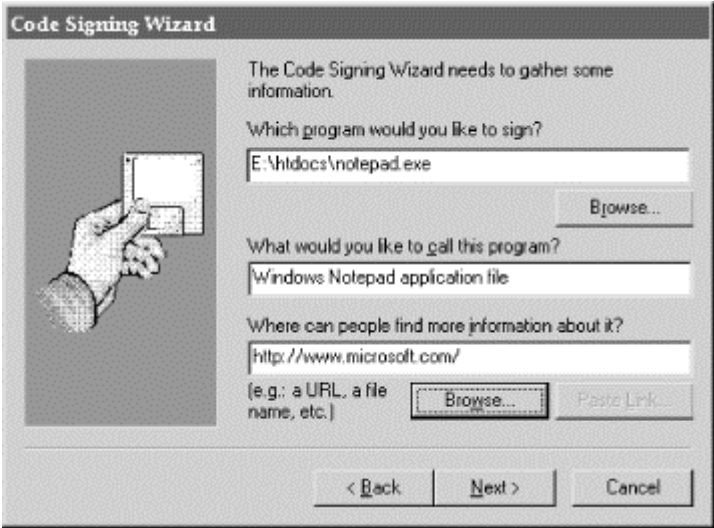 Code Signing Wizard
The Code Signing Wizard needs to gather some
information.
Which program would you like to sign?
E:\htdocs\notepad.exe
Browse...
What would you like to call this program?
Windows Notepad application file
Where can people find more information about it?
http://www.microsoft.com/
(e.g.: a URL, a file
name, etc.)
Browse...
Paste Link...
< Back
Next >
Cancel